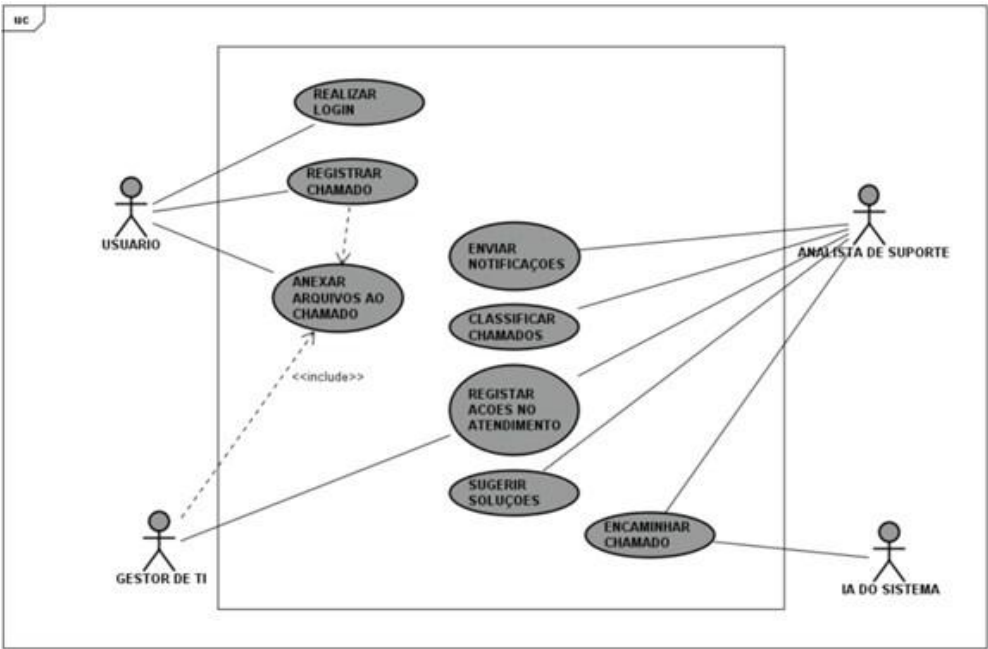 uc
REALIZAR
LOGIN
REGISTRAR
CHAMADO
USUARIO
ANEXAR
ARQUIVOS AO
CHAMADO
<<include>>
ENVIAR
NOTIFICAÇOES
ANALISTA DE SUPORTE
CLASSIFICAR
CHAMADOS
REGISTAR
ACOES NO
ATENDIMENTO
SUGERIR
SOLUÇOES
ENCAMINHAR
CHAMADO
GESTOR DE TI
IA DO SISTEMA